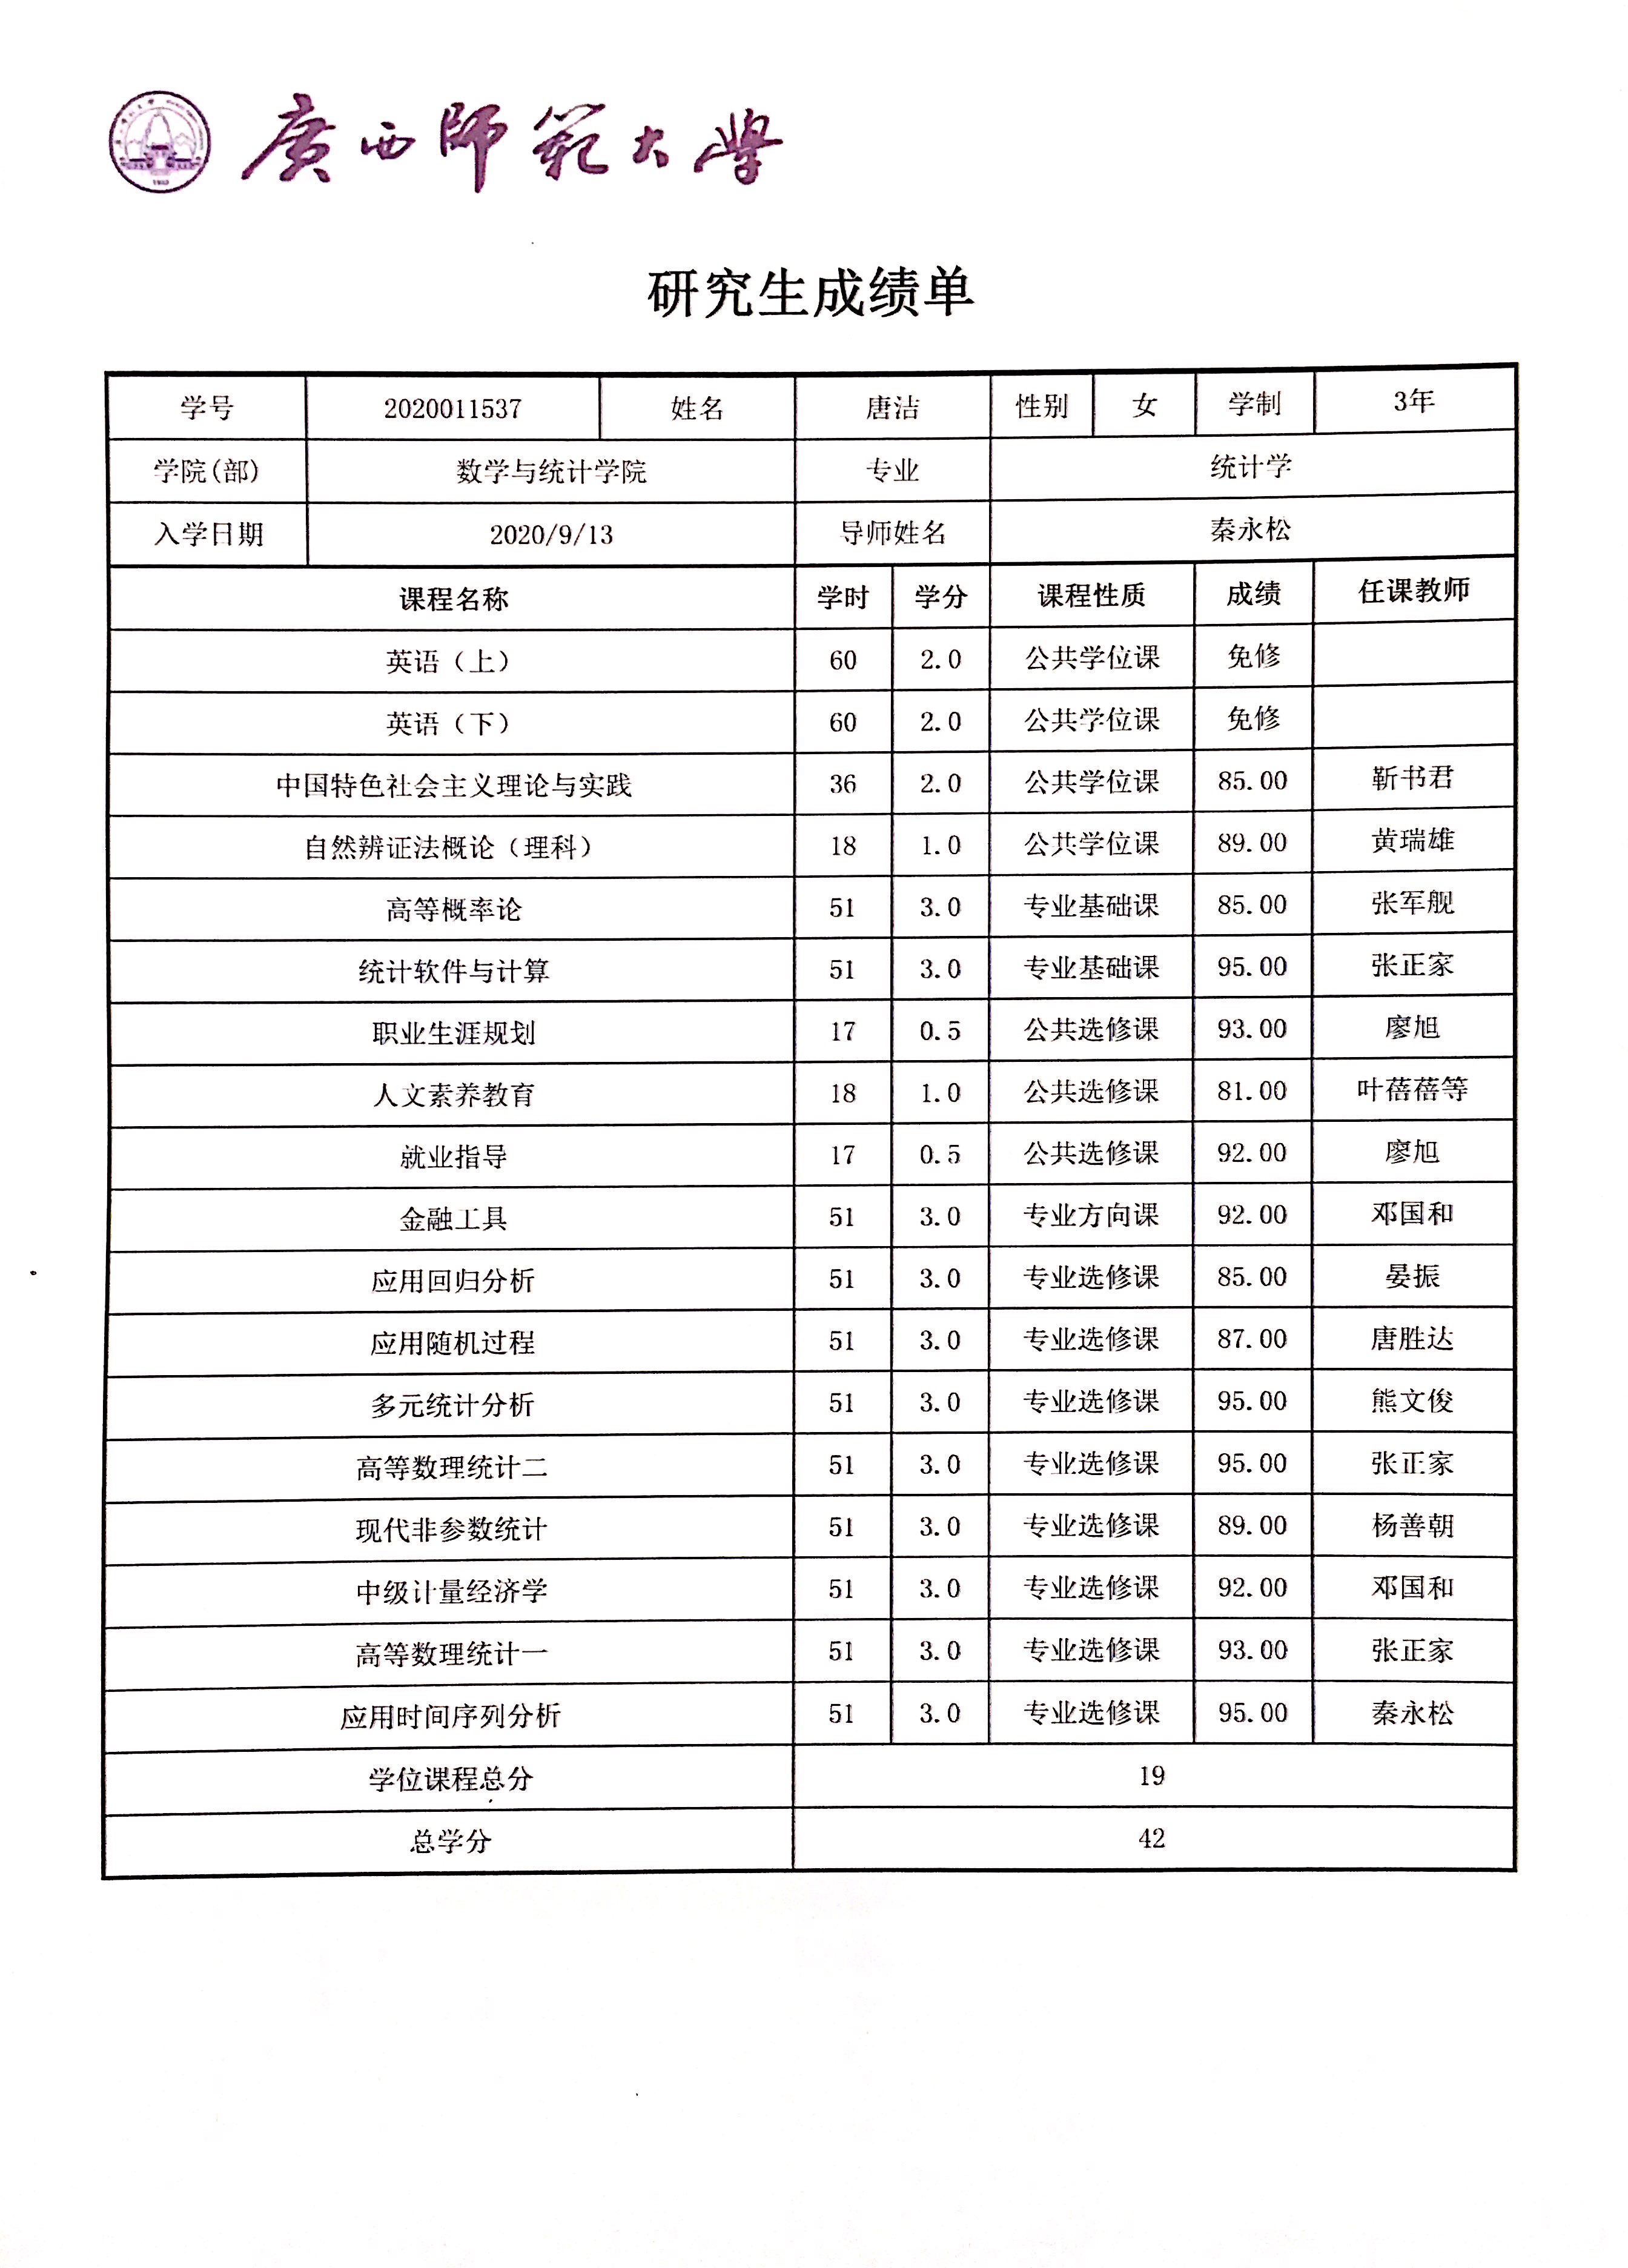 廣西師範大學
研究生成绩单
学号 2020011537 姓名 唐洁 性别 女 学制 3年
学院(部) 数学与统计学院 专业 统计学
入学日期 2020/9/13 导师姓名 秦永松
课程名称 学时 学分 课程性质 成绩 任课教师
英语（上） 60 2.0 公共学位课 免修
英语（下） 60 2.0 公共学位课 免修
中国特色社会主义理论与实践 36 2.0 公共学位课 85.00 靳书君
自然辨证法概论（理科） 18 1.0 公共学位课 89.00 黄瑞雄
高等概率论 51 3.0 专业基础课 85.00 张军舰
统计软件与计算 51 3.0 专业基础课 95.00 张正家
职业生涯规划 17 0.5 公共选修课 93.00 廖旭
人文素养教育 18 1.0 公共选修课 81.00 叶蓓蓓等
就业指导 17 0.5 公共选修课 92.00 廖旭
金融工具 51 3.0 专业方向课 92.00 邓国和
应用回归分析 51 3.0 专业选修课 85.00 晏振
应用随机过程 51 3.0 专业选修课 87.00 唐胜达
多元统计分析 51 3.0 专业选修课 95.00 熊文俊
高等数理统计二 51 3.0 专业选修课 95.00 张正家
现代非参数统计 51 3.0 专业选修课 89.00 杨善朝
中级计量经济学 51 3.0 专业选修课 92.00 邓国和
高等数理统计一 51 3.0 专业选修课 93.00 张正家
应用时间序列分析 51 3.0 专业选修课 95.00 秦永松
学位课程总分 19
总学分 42